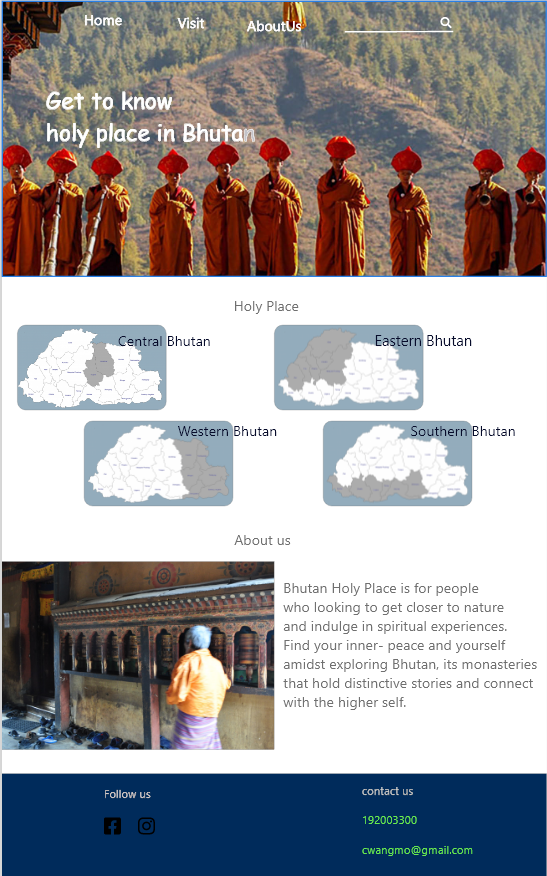 Home
Visit
AboutUs
Get to know
holy place in Bhutan
Holy Place
Central Bhutan
Eastern Bhutan
Western Bhutan
Southern Bhutan
About us
Bhutan Holy Place is for people
who looking to get closer to nature
and indulge in spiritual experiences.
Find your inner- peace and yourself
amidst exploring Bhutan, its monasteries
that hold distinctive stories and connect
with the higher self.
Follow us
contact us
192003300
cwangmo@gmail.com